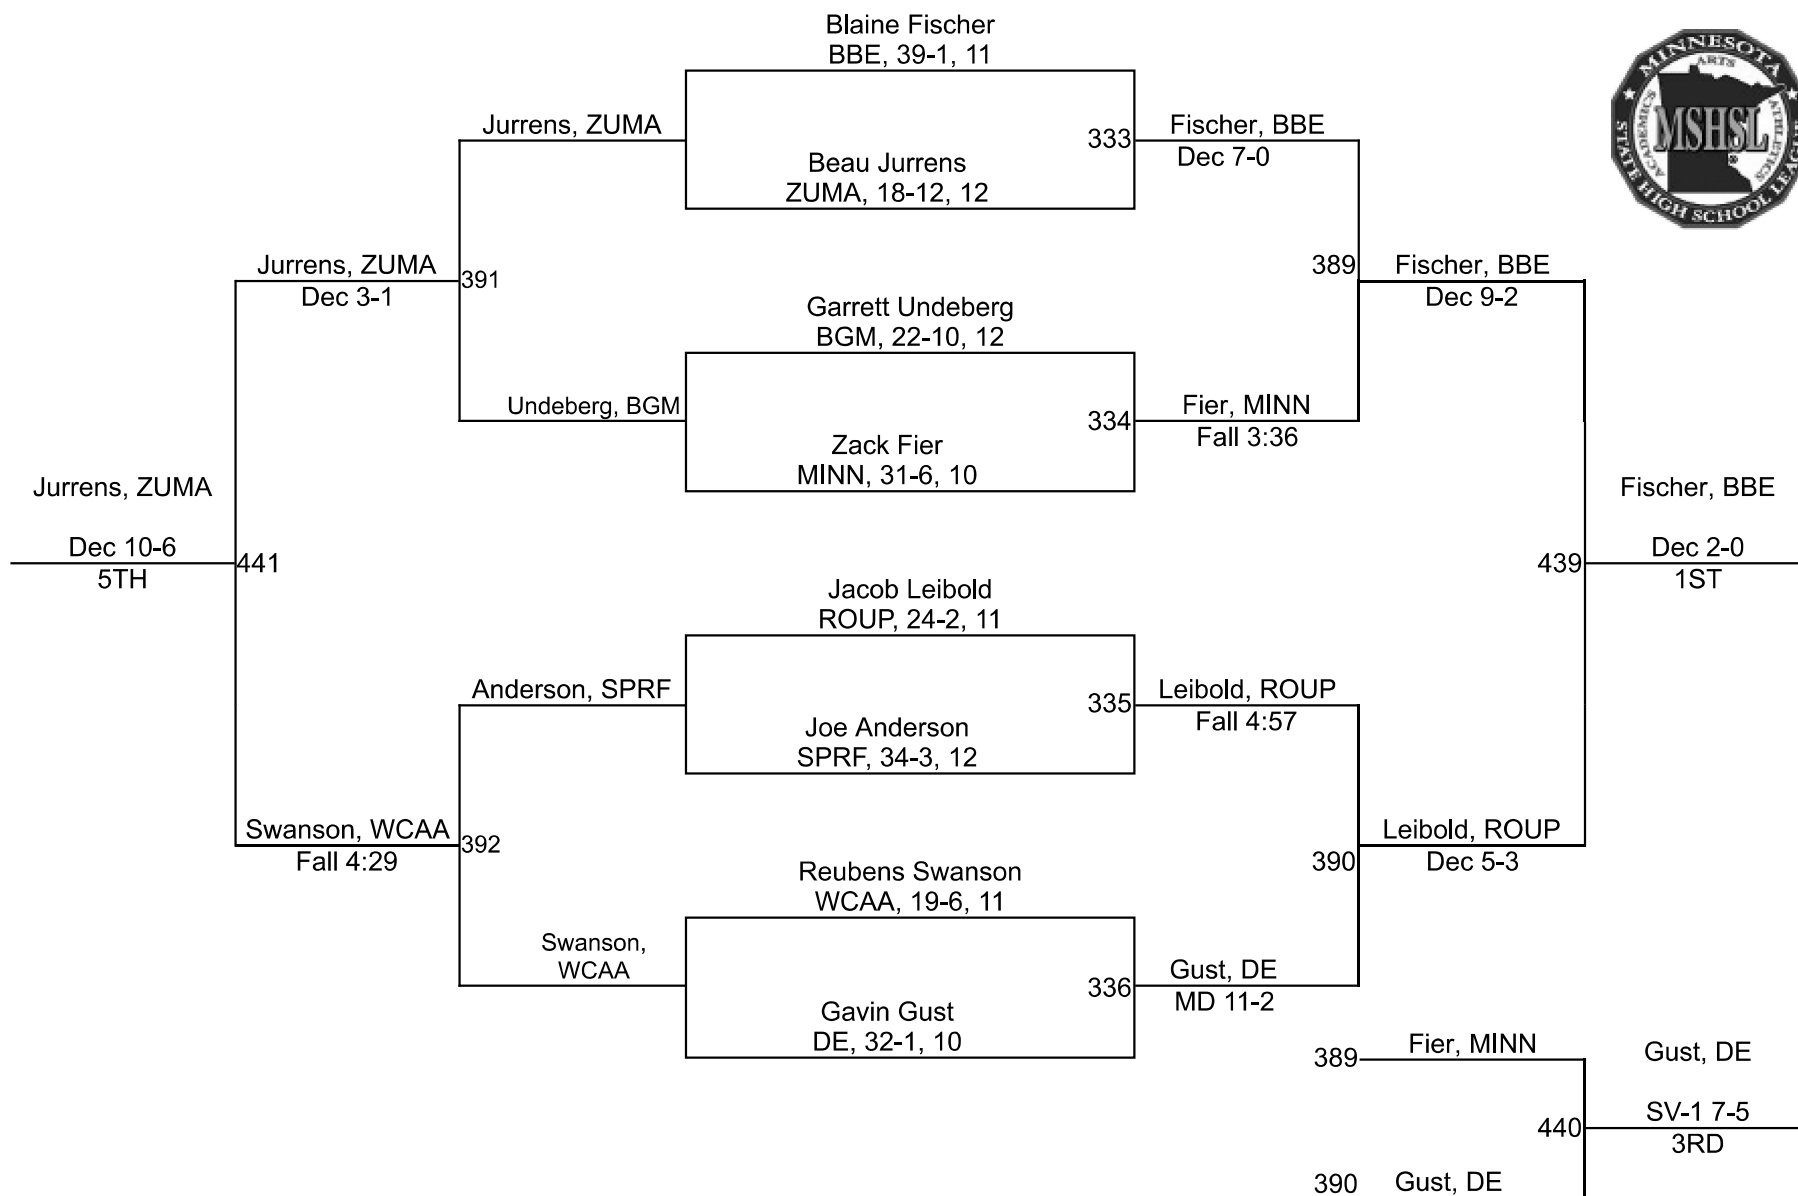 Blaine Fischer
BBE, 39-1, 11
MINNESOTA
STATE HIGH SCHOOL LEAGUE
ARTS
ACADEMICS
ATHLETICS
MSHSL
®
Jurrens, ZUMA
333
Fischer, BBE
Dec 7-0
Beau Jurrens
ZUMA, 18-12, 12
Jurrens, ZUMA
Dec 3-1
391
389
Fischer, BBE
Dec 9-2
Garrett Undeberg
BGM, 22-10, 12
Undeberg, BGM
334
Fier, MINN
Fall 3:36
Zack Fier
MINN, 31-6, 10
Jurrens, ZUMA
Dec 10-6
5TH
441
439
Fischer, BBE
Dec 2-0
1ST
Jacob Leibold
ROUP, 24-2, 11
Anderson, SPRF
335
Leibold, ROUP
Fall 4:57
Joe Anderson
SPRF, 34-3, 12
Swanson, WCAA
Fall 4:29
392
390
Leibold, ROUP
Dec 5-3
Reubens Swanson
WCAA, 19-6, 11
Swanson,
WCAA
336
Gust, DE
MD 11-2
Gavin Gust
DE, 32-1, 10
389
Fier, MINN
Gust, DE
440
SV-1 7-5
3RD
390
Gust, DE